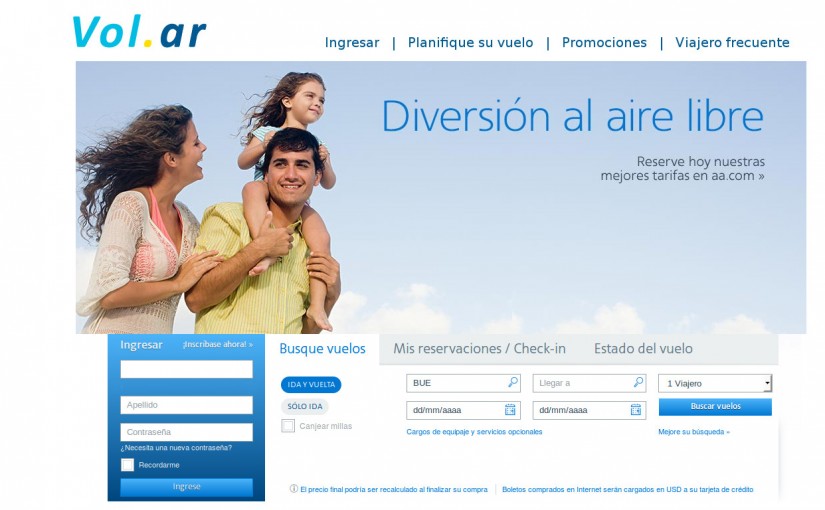 Vol.ar
Ingresar | Planifique su vuelo | Promociones | Viajero frecuente
Diversión al aire libre
Reserve hoy nuestras
mejores tarifas en aa.com »
Ingresar ¡Inscríbase ahora! »
Apellido
Contraseña
¿Necesita una nueva contraseña?
Recordarme
Ingrese
Busque vuelos Mis reservaciones / Check-in Estado del vuelo
IDA Y VUELTA
SÓLO IDA
Canjear millas
BUE Llegar a 1 Viajero
dd/mm/aaaa dd/mm/aaaa Buscar vuelos
Cargos de equipaje y servicios opcionales Mejore su búsqueda »
El precio final podría ser recalculado al finalizar su compra | Boletos comprados en Internet serán cargados en USD a su tarjeta de crédito